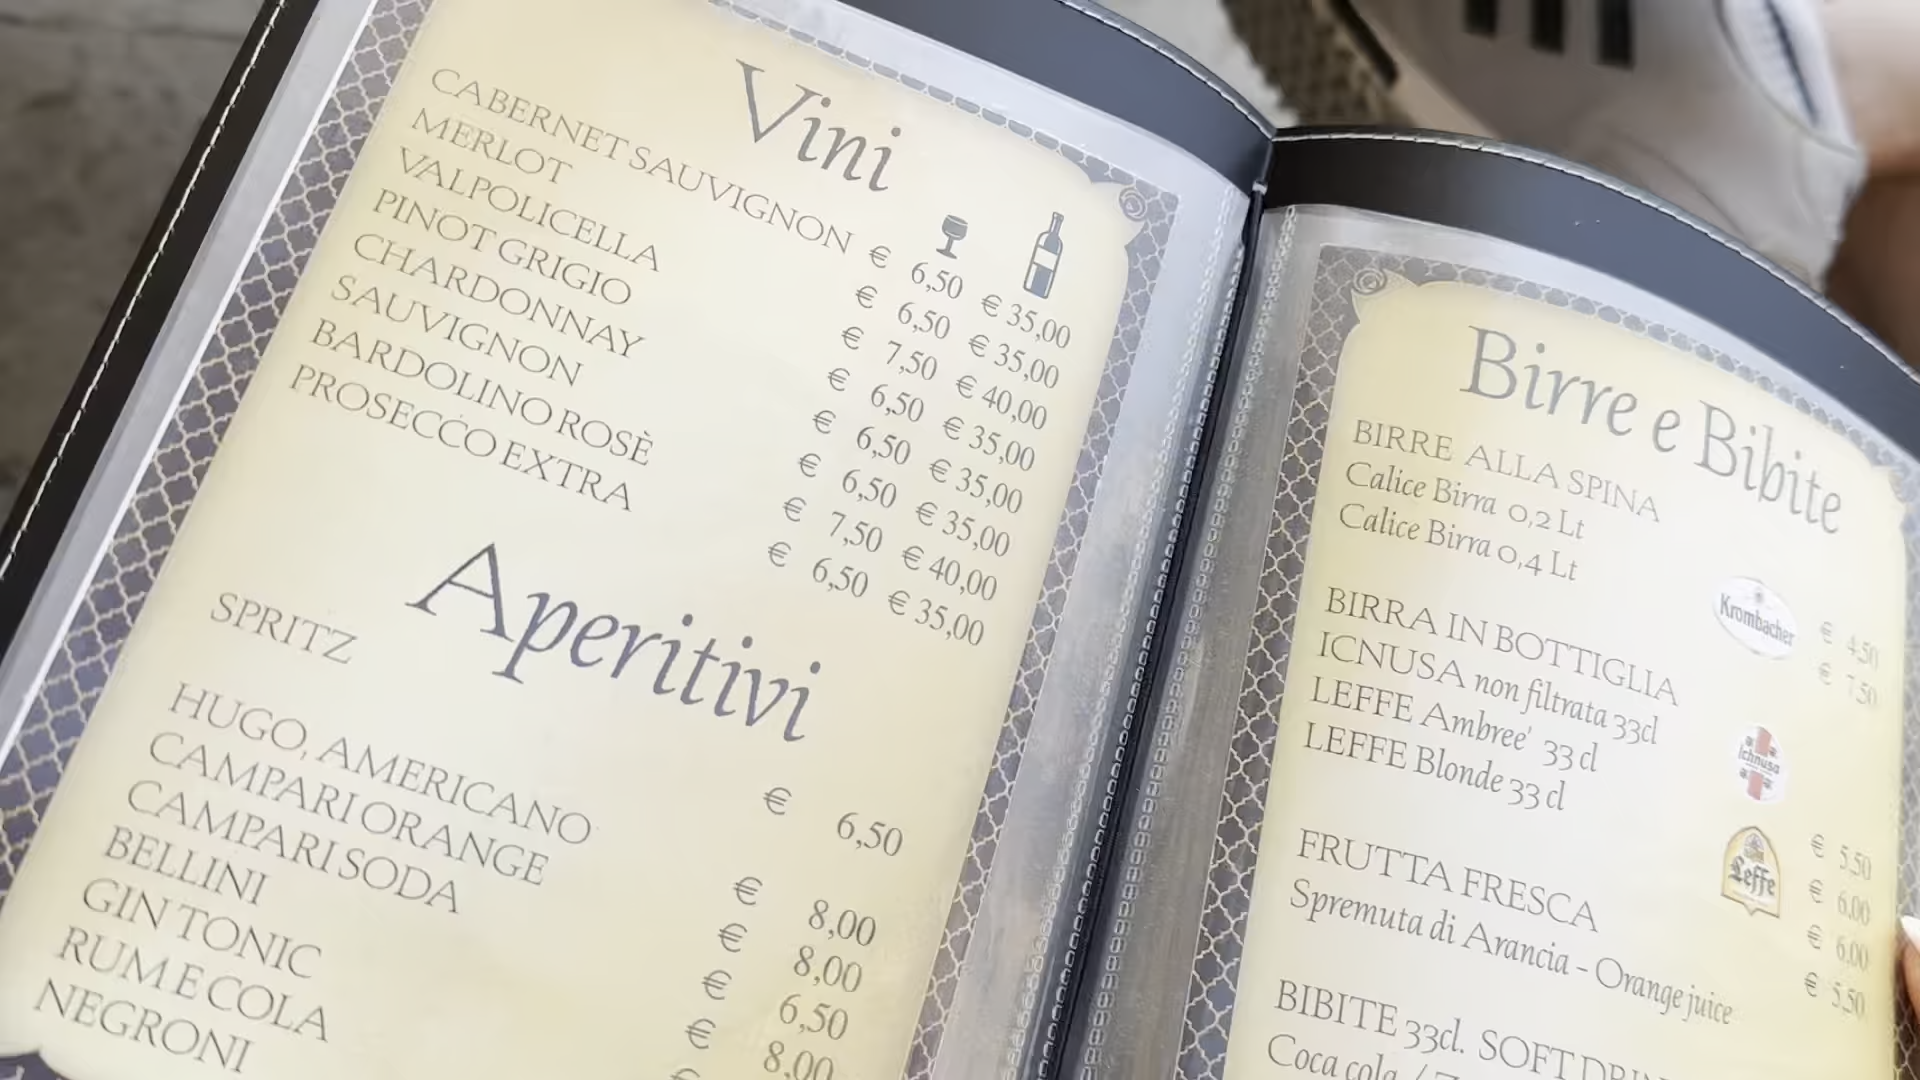 Vini
CABERNET SAUVIGNON € 6,50 € 35,00
MERLOT € 6,50 € 35,00
VALPOLICELLA € 7,50 € 40,00
PINOT GRIGIO € 6,50 € 35,00
CHARDONNAY € 6,50 € 35,00
SAUVIGNON € 6,50 € 35,00
BARDOLINO ROSÈ € 7,50 € 40,00
PROSECCO EXTRA € 6,50 € 35,00
Aperitivi
SPRITZ € 6,50
HUGO, AMERICANO € 8,00
CAMPARI ORANGE € 8,00
CAMPARI SODA € 6,50
BELLINI € 8,00
GIN TONIC €
RUM E COLA
NEGRONI
Birre e Bibite
BIRRE ALLA SPINA
Calice Birra 0,2 Lt € 4,50
Calice Birra 0,4 Lt € 7,50
Krombacher
BIRRA IN BOTTIGLIA
ICNUSA non filtrata 33cl € 5,50
LEFFE Ambree' 33 cl € 6,00
LEFFE Blonde 33 cl € 6,00
Ichnusa
Leffe
FRUTTA FRESCA
Spremuta di Arancia - Orange juice € 5,50
BIBITE 33cl. SOFT
Coca cola /